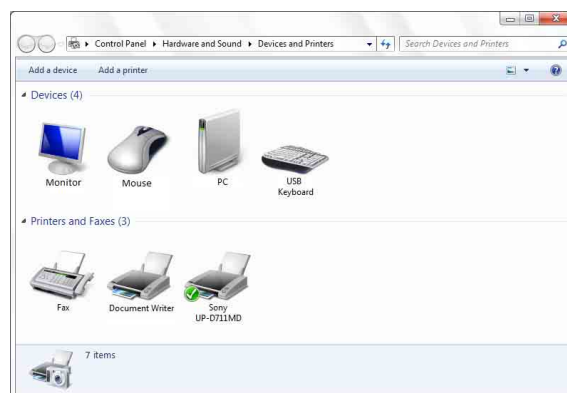 Control Panel ▸ Hardware and Sound ▸ Devices and Printers
Search Devices and Printers
Add a device Add a printer
Devices (4)
Monitor Mouse PC USB
Keyboard
Printers and Faxes (3)
Fax Document Writer Sony
UP-D711MD
7 items